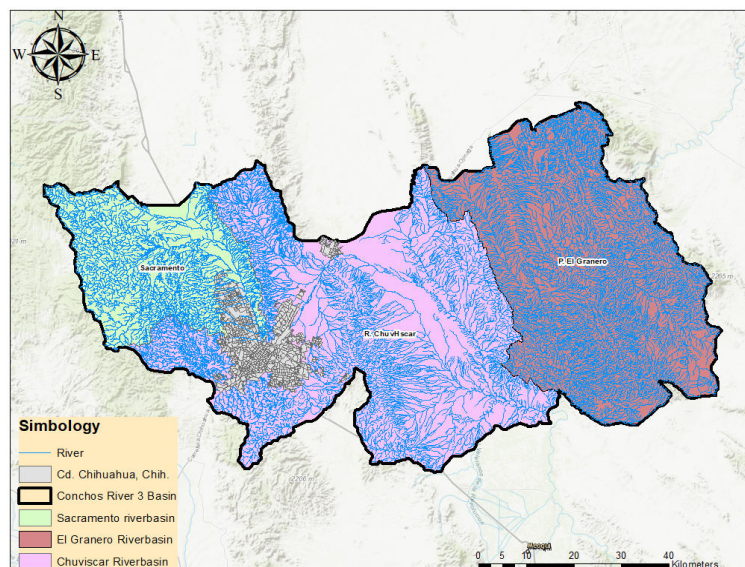 N
W E
S
Sacramento
P. El Granero
R. ChuvHscar
Simbology
River
Cd. Chihuahua, Chih.
Conchos River 3 Basin
Sacramento riverbasin
El Granero Riverbasin
Chuviscar Riverbasin
Meoqui
0 5 10 20 30 40
Kilometers